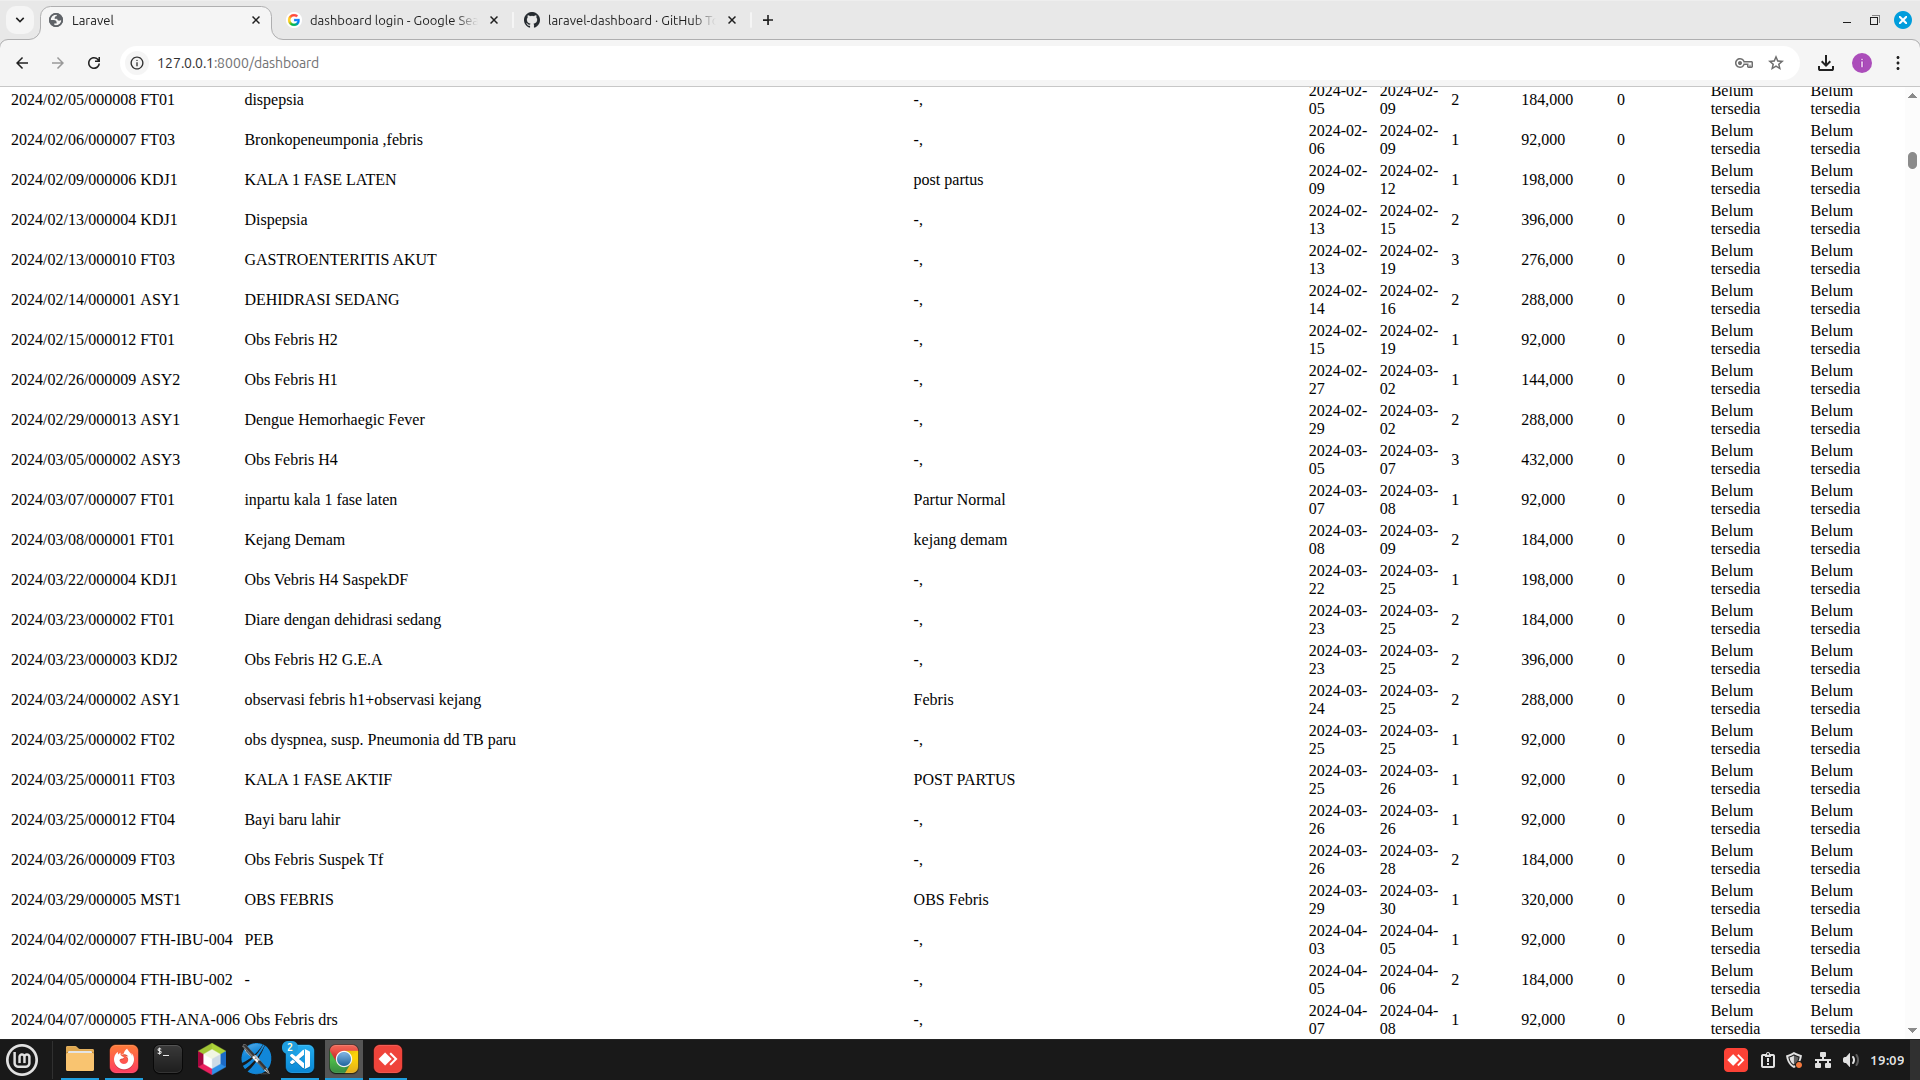 Laravel
dashboard login - Google Sea
laravel-dashboard · GitHub T
127.0.0.1:8000/dashboard
i
2024/02/05/000008 FT01 dispepsia -, 2024-02-05 2024-02-09 2 184,000 0 Belum tersedia Belum tersedia
2024/02/06/000007 FT03 Bronkopeneumponia ,febris -, 2024-02-06 2024-02-09 1 92,000 0 Belum tersedia Belum tersedia
2024/02/09/000006 KDJ1 KALA 1 FASE LATEN post partus 2024-02-09 2024-02-12 1 198,000 0 Belum tersedia Belum tersedia
2024/02/13/000004 KDJ1 Dispepsia -, 2024-02-13 2024-02-15 2 396,000 0 Belum tersedia Belum tersedia
2024/02/13/000010 FT03 GASTROENTERITIS AKUT -, 2024-02-13 2024-02-19 3 276,000 0 Belum tersedia Belum tersedia
2024/02/14/000001 ASY1 DEHIDRASI SEDANG -, 2024-02-14 2024-02-16 2 288,000 0 Belum tersedia Belum tersedia
2024/02/15/000012 FT01 Obs Febris H2 -, 2024-02-15 2024-02-19 1 92,000 0 Belum tersedia Belum tersedia
2024/02/26/000009 ASY2 Obs Febris H1 -, 2024-02-27 2024-03-02 1 144,000 0 Belum tersedia Belum tersedia
2024/02/29/000013 ASY1 Dengue Hemorhaegic Fever -, 2024-02-29 2024-03-02 2 288,000 0 Belum tersedia Belum tersedia
2024/03/05/000002 ASY3 Obs Febris H4 -, 2024-03-05 2024-03-07 3 432,000 0 Belum tersedia Belum tersedia
2024/03/07/000007 FT01 inpartu kala 1 fase laten Partur Normal 2024-03-07 2024-03-08 1 92,000 0 Belum tersedia Belum tersedia
2024/03/08/000001 FT01 Kejang Demam kejang demam 2024-03-08 2024-03-09 2 184,000 0 Belum tersedia Belum tersedia
2024/03/22/000004 KDJ1 Obs Vebris H4 SaspekDF -, 2024-03-22 2024-03-25 1 198,000 0 Belum tersedia Belum tersedia
2024/03/23/000002 FT01 Diare dengan dehidrasi sedang -, 2024-03-23 2024-03-25 2 184,000 0 Belum tersedia Belum tersedia
2024/03/23/000003 KDJ2 Obs Febris H2 G.E.A -, 2024-03-23 2024-03-25 2 396,000 0 Belum tersedia Belum tersedia
2024/03/24/000002 ASY1 observasi febris h1+observasi kejang Febris 2024-03-24 2024-03-25 2 288,000 0 Belum tersedia Belum tersedia
2024/03/25/000002 FT02 obs dyspnea, susp. Pneumonia dd TB paru -, 2024-03-25 2024-03-25 1 92,000 0 Belum tersedia Belum tersedia
2024/03/25/000011 FT03 KALA 1 FASE AKTIF POST PARTUS 2024-03-25 2024-03-26 1 92,000 0 Belum tersedia Belum tersedia
2024/03/25/000012 FT04 Bayi baru lahir -, 2024-03-26 2024-03-26 1 92,000 0 Belum tersedia Belum tersedia
2024/03/26/000009 FT03 Obs Febris Suspek Tf -, 2024-03-26 2024-03-28 2 184,000 0 Belum tersedia Belum tersedia
2024/03/29/000005 MST1 OBS FEBRIS OBS Febris 2024-03-29 2024-03-30 1 320,000 0 Belum tersedia Belum tersedia
2024/04/02/000007 FTH-IBU-004 PEB -, 2024-04-03 2024-04-05 1 92,000 0 Belum tersedia Belum tersedia
2024/04/05/000004 FTH-IBU-002 - -, 2024-04-05 2024-04-06 2 184,000 0 Belum tersedia Belum tersedia
2024/04/07/000005 FTH-ANA-006 Obs Febris drs -, 2024-04-07 2024-04-08 1 92,000 0 Belum tersedia Belum tersedia
2
19:09